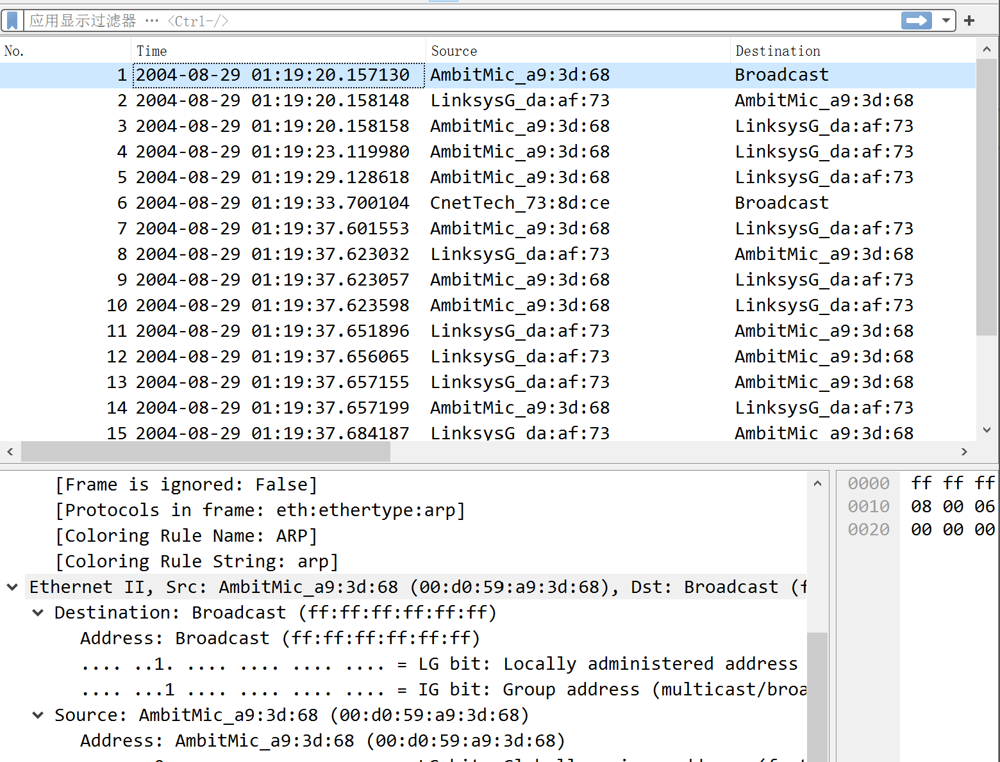 应用显示过滤器 … <Ctrl-/>
No. Time Source Destination
1 2004-08-29 01:19:20.157130 AmbitMic_a9:3d:68 Broadcast
2 2004-08-29 01:19:20.158148 LinksysG_da:af:73 AmbitMic_a9:3d:68
3 2004-08-29 01:19:20.158158 AmbitMic_a9:3d:68 LinksysG_da:af:73
4 2004-08-29 01:19:23.119980 AmbitMic_a9:3d:68 LinksysG_da:af:73
5 2004-08-29 01:19:29.128618 AmbitMic_a9:3d:68 LinksysG_da:af:73
6 2004-08-29 01:19:33.700104 CnetTech_73:8d:ce Broadcast
7 2004-08-29 01:19:37.601553 AmbitMic_a9:3d:68 LinksysG_da:af:73
8 2004-08-29 01:19:37.623032 LinksysG_da:af:73 AmbitMic_a9:3d:68
9 2004-08-29 01:19:37.623057 AmbitMic_a9:3d:68 LinksysG_da:af:73
10 2004-08-29 01:19:37.623598 AmbitMic_a9:3d:68 LinksysG_da:af:73
11 2004-08-29 01:19:37.651896 LinksysG_da:af:73 AmbitMic_a9:3d:68
12 2004-08-29 01:19:37.656065 LinksysG_da:af:73 AmbitMic_a9:3d:68
13 2004-08-29 01:19:37.657155 LinksysG_da:af:73 AmbitMic_a9:3d:68
14 2004-08-29 01:19:37.657199 AmbitMic_a9:3d:68 LinksysG_da:af:73
15 2004-08-29 01:19:37.684187 LinksysG_da:af:73 AmbitMic_a9:3d:68
[Frame is ignored: False]
[Protocols in frame: eth:ethertype:arp]
[Coloring Rule Name: ARP]
[Coloring Rule String: arp]
Ethernet II, Src: AmbitMic_a9:3d:68 (00:d0:59:a9:3d:68), Dst: Broadcast (f
Destination: Broadcast (ff:ff:ff:ff:ff:ff)
Address: Broadcast (ff:ff:ff:ff:ff:ff)
.... ..1. .... .... .... .... = LG bit: Locally administered address
.... ...1 .... .... .... .... = IG bit: Group address (multicast/broa
Source: AmbitMic_a9:3d:68 (00:d0:59:a9:3d:68)
Address: AmbitMic_a9:3d:68 (00:d0:59:a9:3d:68)
0000 ff ff ff
0010 08 00 06
0020 00 00 00